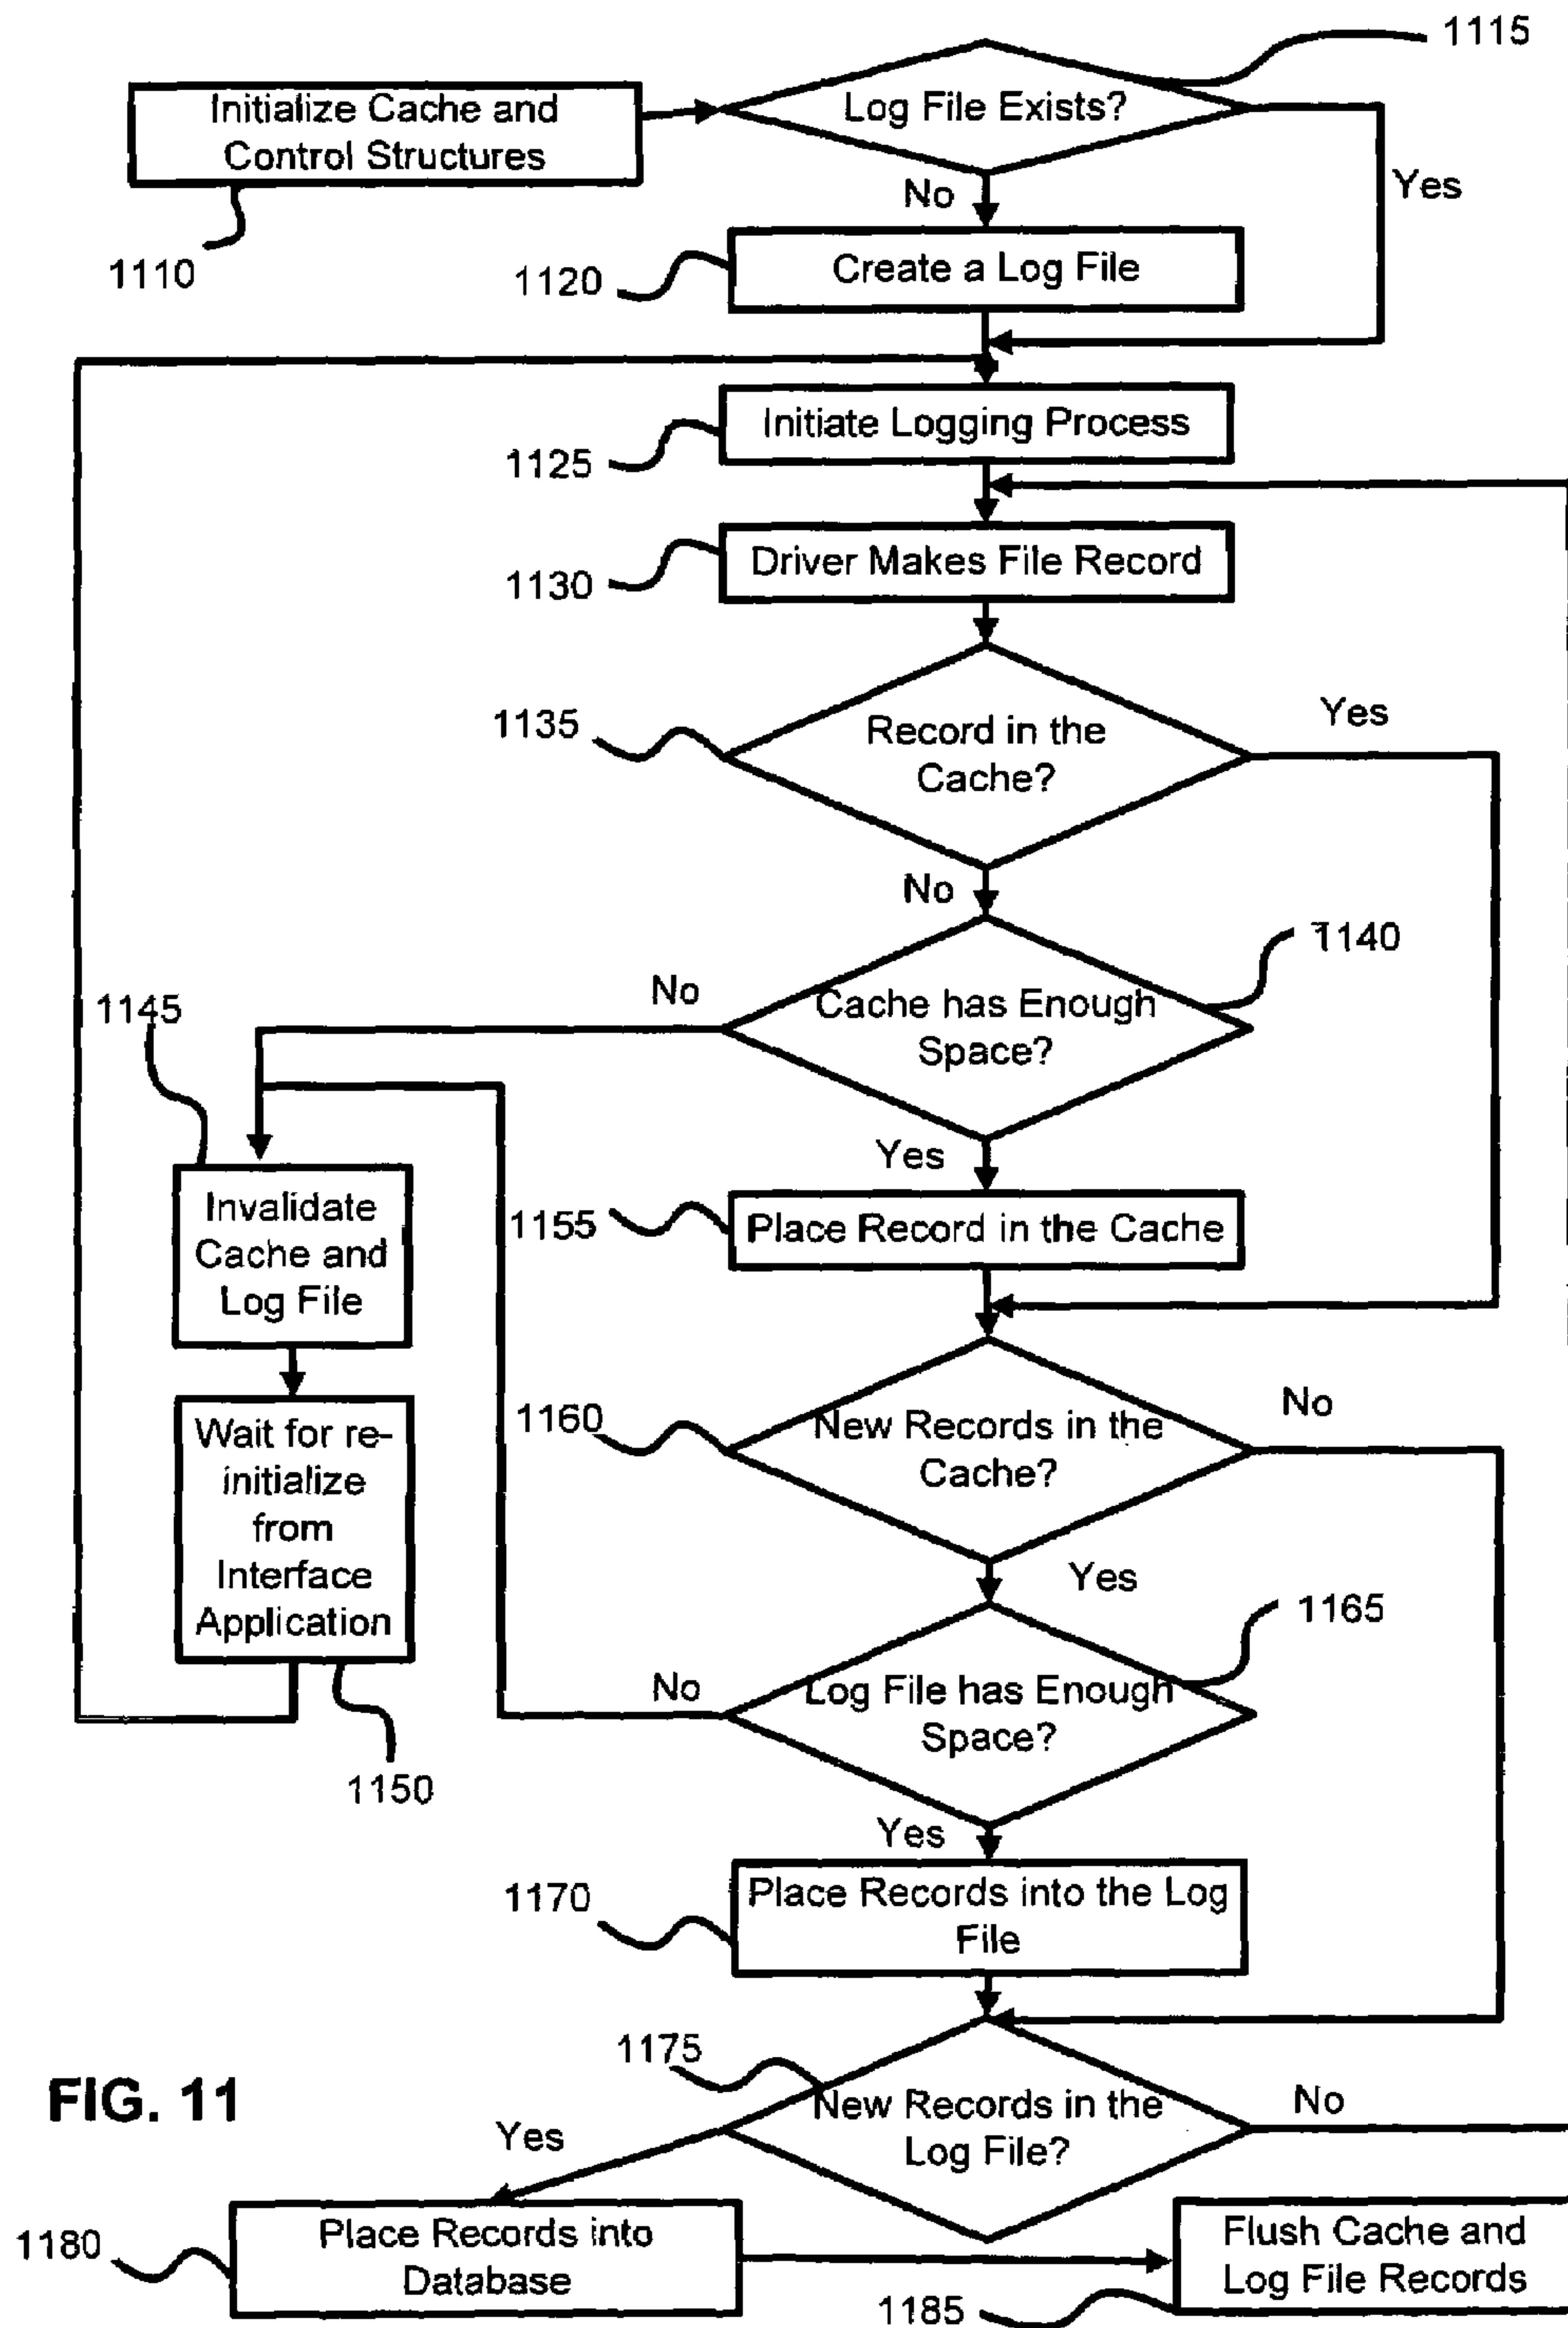 1115
Initialize Cache and
Control Structures
Log File Exists?
Yes
No
1110
1120
Create a Log File
Initiate Logging Process
1125
Driver Makes File Record
1130
1135
Record in the
Cache?
Yes
No
1140
No
Cache has Enough
Space?
1145
Yes
Invalidate
Cache and
Log File
1155
Place Record in the Cache
Wait for re-
initialize
from
Interface
Application
1160
New Records in the
Cache?
No
Yes
1165
No
Log File has Enough
Space?
1150
Yes
1170
Place Records into the Log
File
1175
FIG. 11
New Records in the
Log File?
No
Yes
1180
Place Records into
Database
Flush Cache and
Log File Records
1185